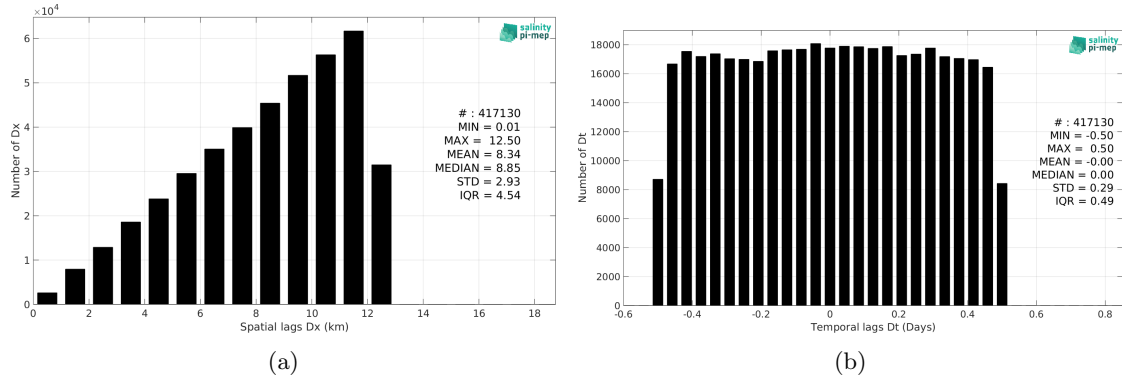 ×10⁴
6
5
4
3
2
1
0
Number of Dx
0 2 4 6 8 10 12 14 16 18
Spatial lags Dx (km)
salinity
pi-mep
# : 417130
MIN = 0.01
MAX = 12.50
MEAN = 8.34
MEDIAN = 8.85
STD = 2.93
IQR = 4.54
(a)
18000
16000
14000
12000
10000
8000
6000
4000
2000
0
Number of Dt
-0.6 -0.4 -0.2 0 0.2 0.4 0.6 0.8
Temporal lags Dt (Days)
salinity
pi-mep
# : 417130
MIN = -0.50
MAX = 0.50
MEAN = -0.00
MEDIAN = 0.00
STD = 0.29
IQR = 0.49
(b)